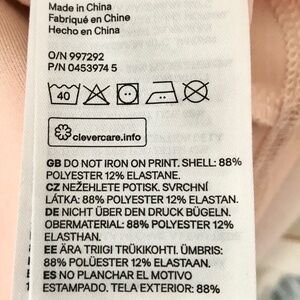 Made in China
Fabriqué en Chine
Hecho en China
O/N 997292
P/N 0453974 5
40
clevercare.info
GB DO NOT IRON ON PRINT. SHELL: 88%
POLYESTER 12% ELASTANE.
CZ NEŽEHLETE POTISK. SVRCHNÍ
LÁTKA: 88% POLYESTER 12% ELASTAN.
DE NICHT ÜBER DEN DRUCK BÜGELN.
OBERMATERIAL: 88% POLYESTER 12%
ELASTHAN.
EE ÄRA TRIIGI TRÜKIKOHTI. ÜMBRIS:
88% POLÜESTER 12% ELASTAAN.
ES NO PLANCHAR EL MOTIVO
ESTAMPADO. TELA EXTERIOR: 88%